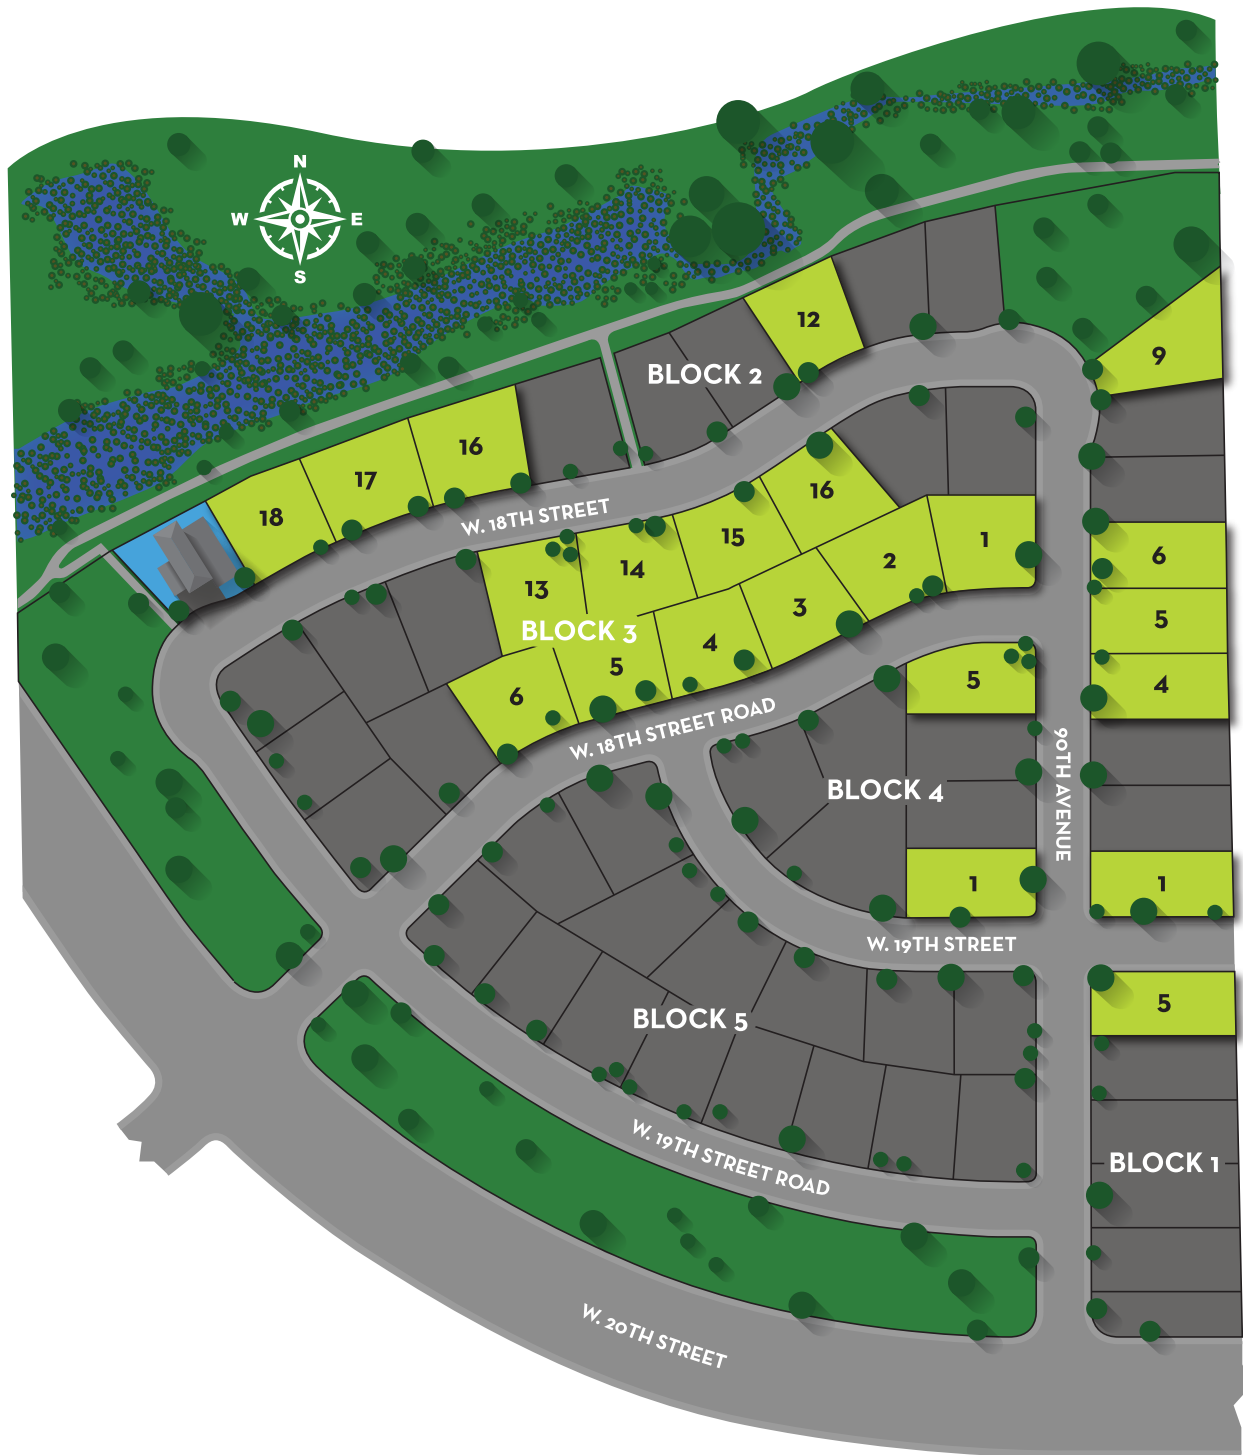 N
W E
S
12
9
BLOCK 2
16
17
18
W. 18TH STREET
16
15
14
13
1
2
3
BLOCK 3
4
5
6
6
5
4
5
W. 18TH STREET ROAD
90TH AVENUE
BLOCK 4
1
1
W. 19TH STREET
5
BLOCK 5
BLOCK 1
W. 19TH STREET ROAD
W. 20TH STREET